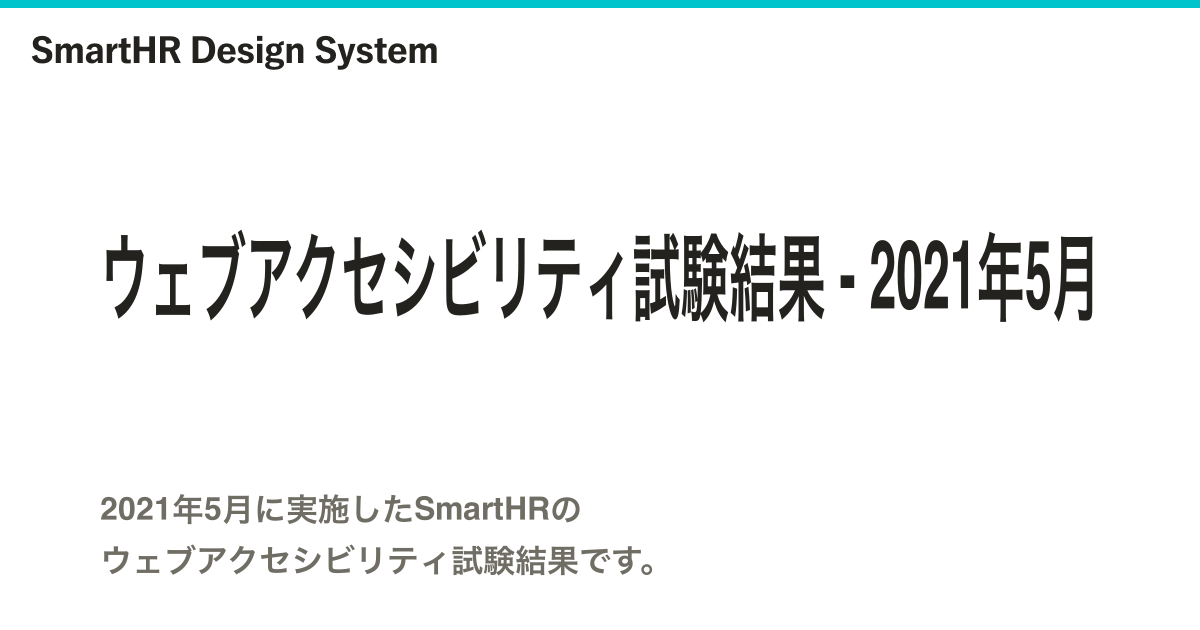 SmartHR Design System
ウェブアクセシビリティ試験結果 - 2021年5月
2021年5月に実施したSmartHRの
ウェブアクセシビリティ試験結果です。